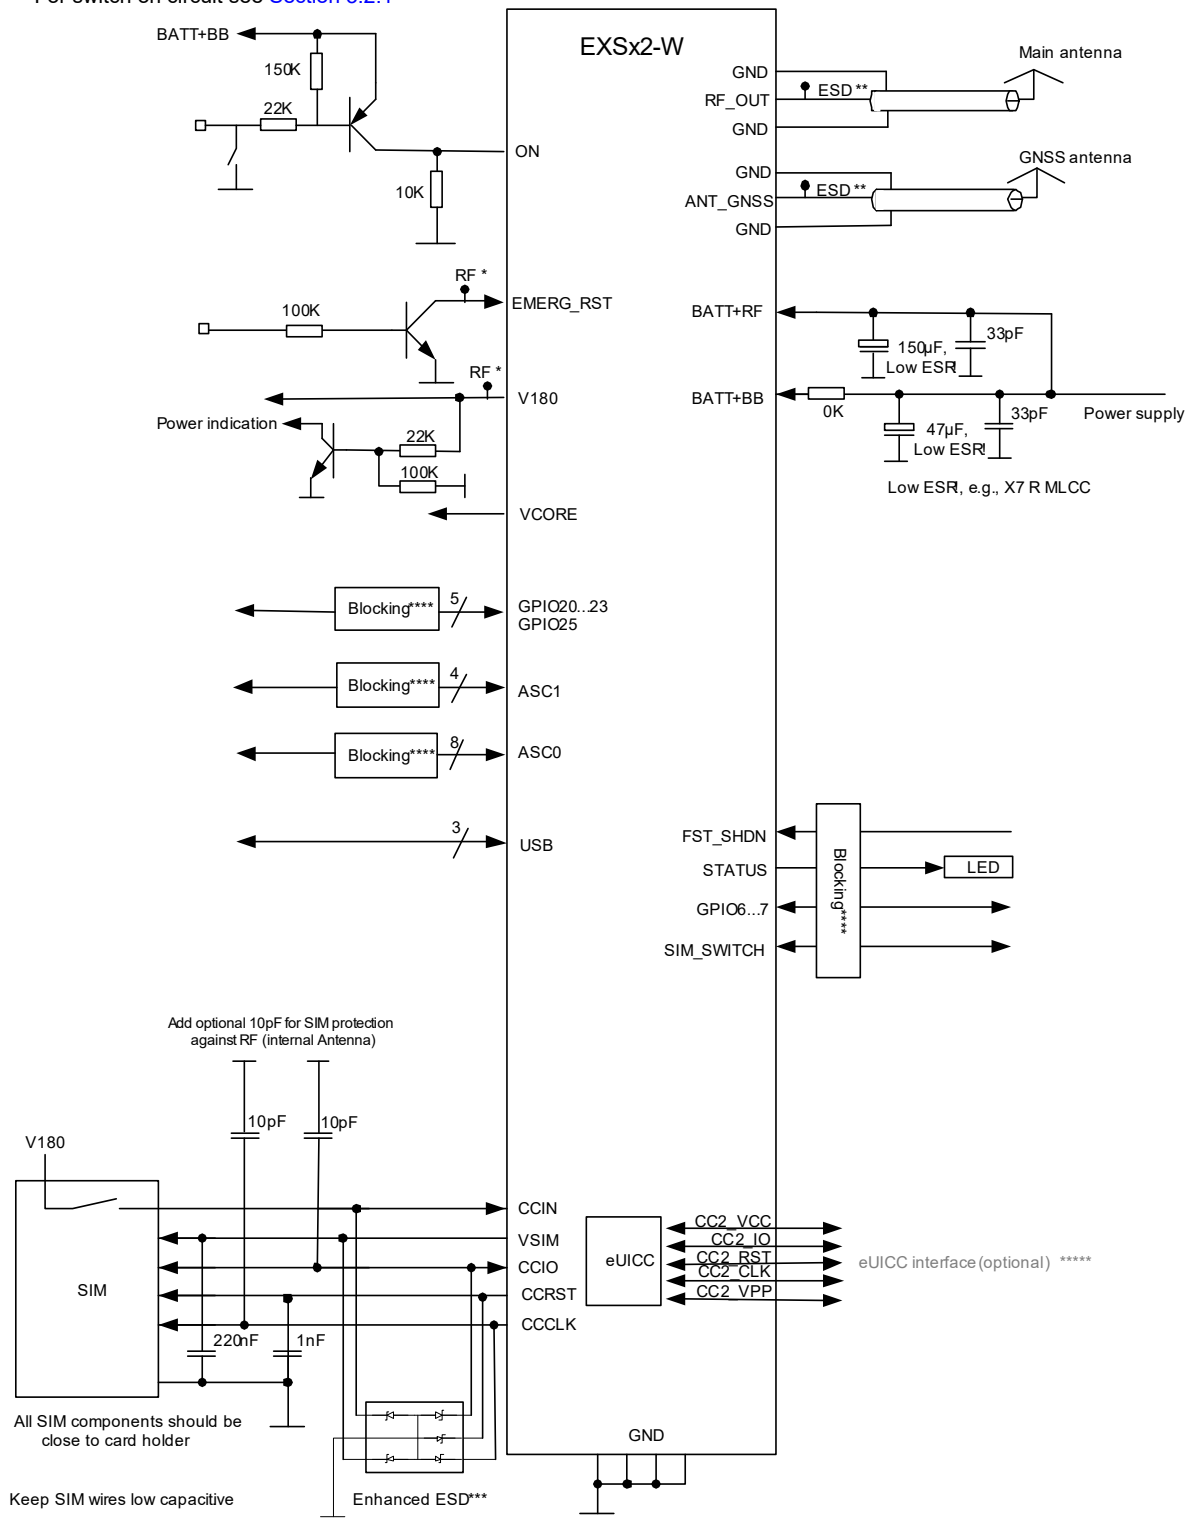 EXSx2-W
BATT+BB
150K
22K
ON
10K
RF *
EMERG_RST
100K
RF *
V180
Power indication
22K
100K
VCORE
Blocking****
5
GPIO20...23
GPIO25
Blocking****
4
ASC1
Blocking****
8
ASC0
3
USB
GND
RF_OUT
GND
ESD **
Main antenna
GND
ANT_GNSS
GND
ESD **
GNSS antenna
BATT+RF
150µF,
Low ESR!
33pF
BATT+BB
0K
47µF,
Low ESR!
33pF
Power supply
Low ESR!, e.g., X7 R MLCC
FST_SHDN
STATUS
GPIO6...7
SIM_SWITCH
Blocking****
LED
Add optional 10pF for SIM protection
against RF (internal Antenna)
10pF
10pF
V180
SIM
CCIN
VSIM
CCIO
CCRST
CCCLK
220nF
1nF
All SIM components should be
close to card holder
Keep SIM wires low capacitive
Enhanced ESD***
eUICC
CC2_VCC
CC2_IO
CC2_RST
CC2_CLK
CC2_VPP
eUICC interface (optional) *****
GND